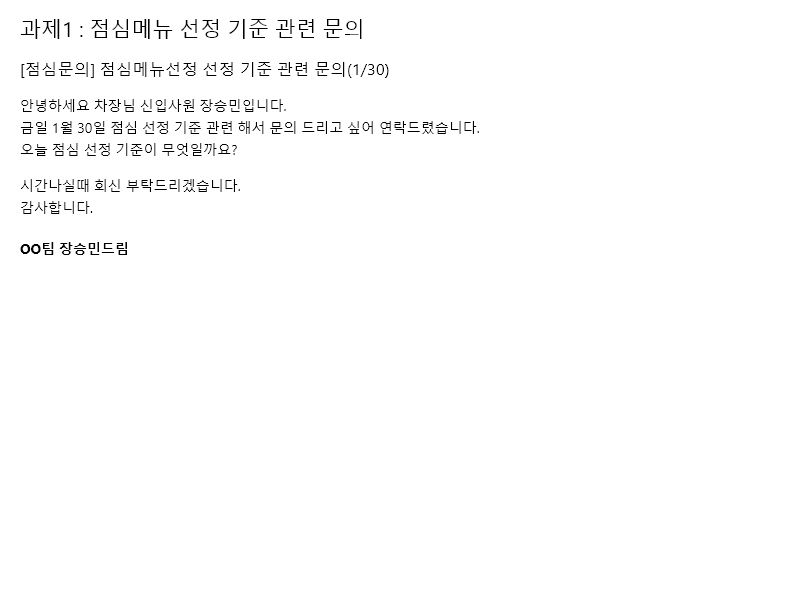 과제1 : 점심메뉴 선정 기준 관련 문의
[점심문의] 점심메뉴선정 선정 기준 관련 문의(1/30)
안녕하세요 차장님 신입사원 장승민입니다.
금일 1월 30일 점심 선정 기준 관련 해서 문의 드리고 싶어 연락드렸습니다.
오늘 점심 선정 기준이 무엇일까요?
시간나실때 회신 부탁드리겠습니다.
감사합니다.
OO팀 장승민드림